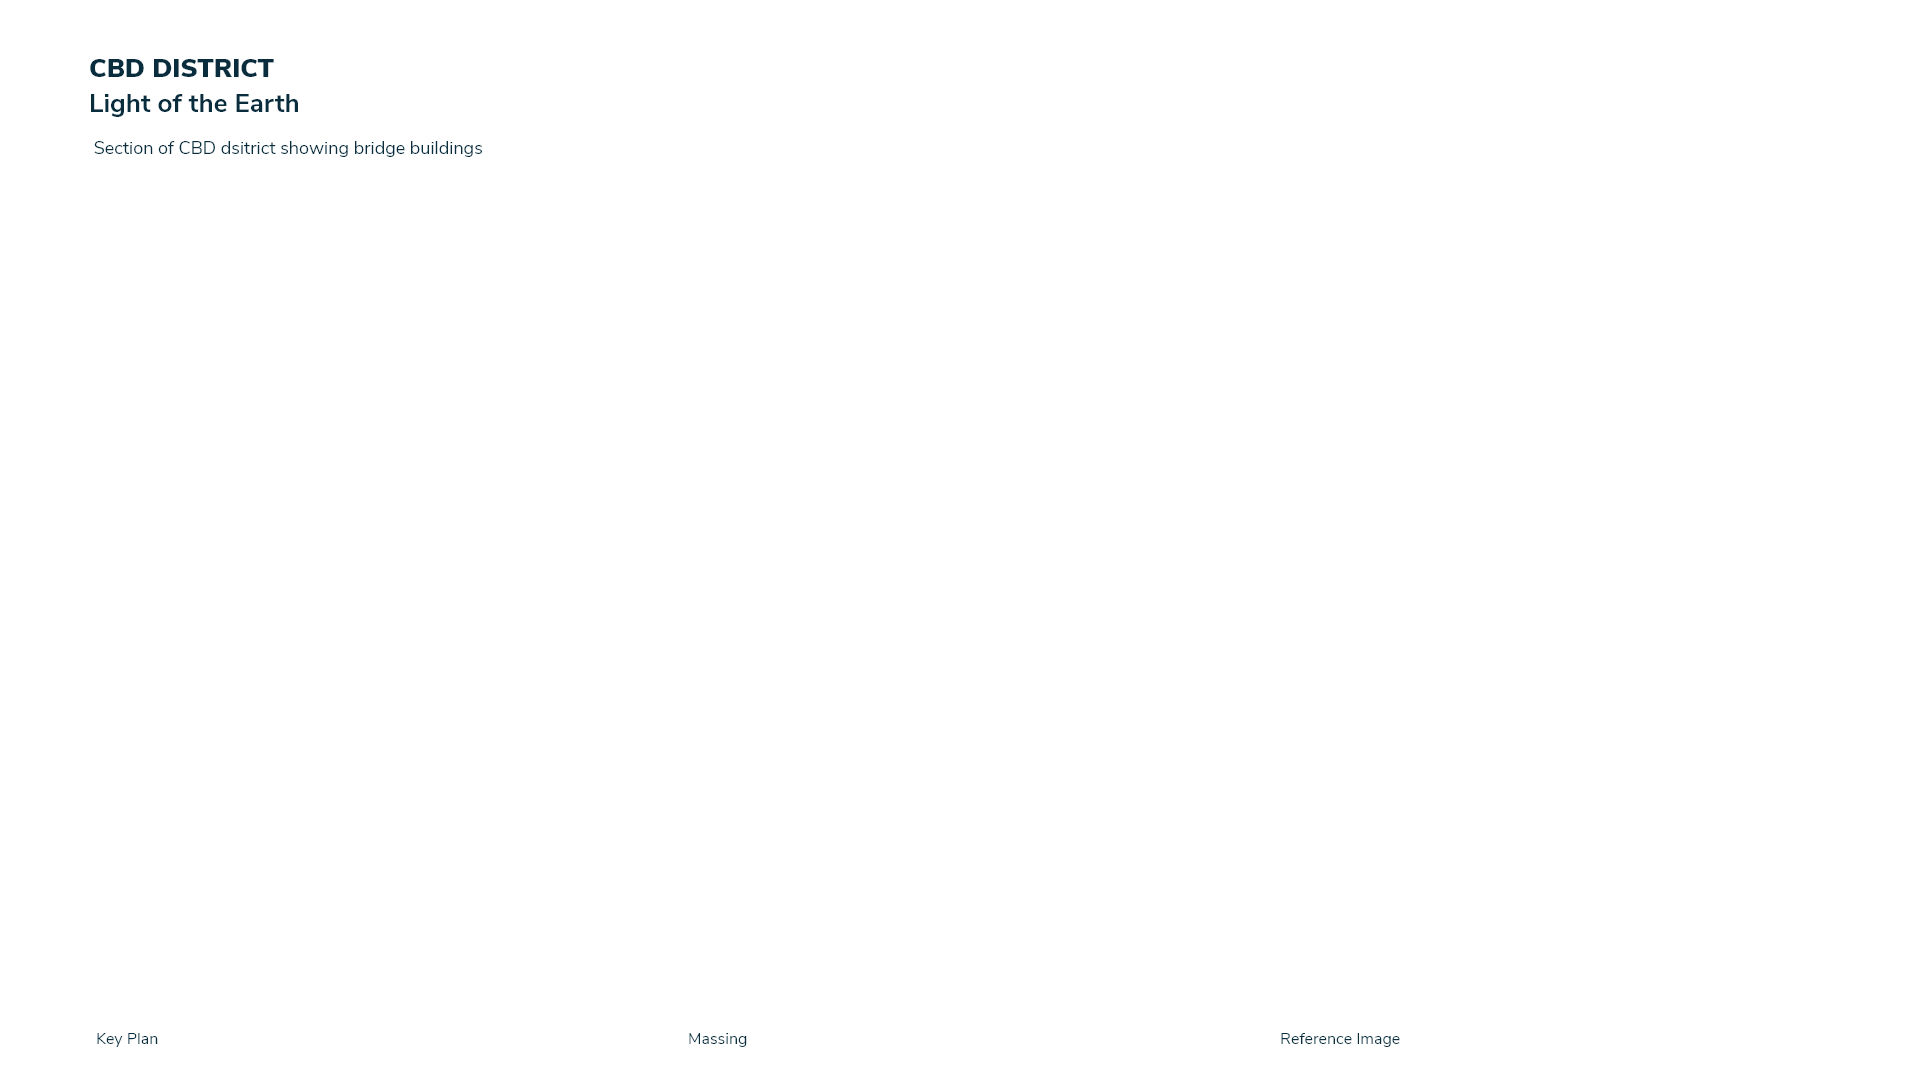 CBD DISTRICT
Light of the Earth
Section of CBD dsitrict showing bridge buildings
Key Plan
Massing
Reference Image